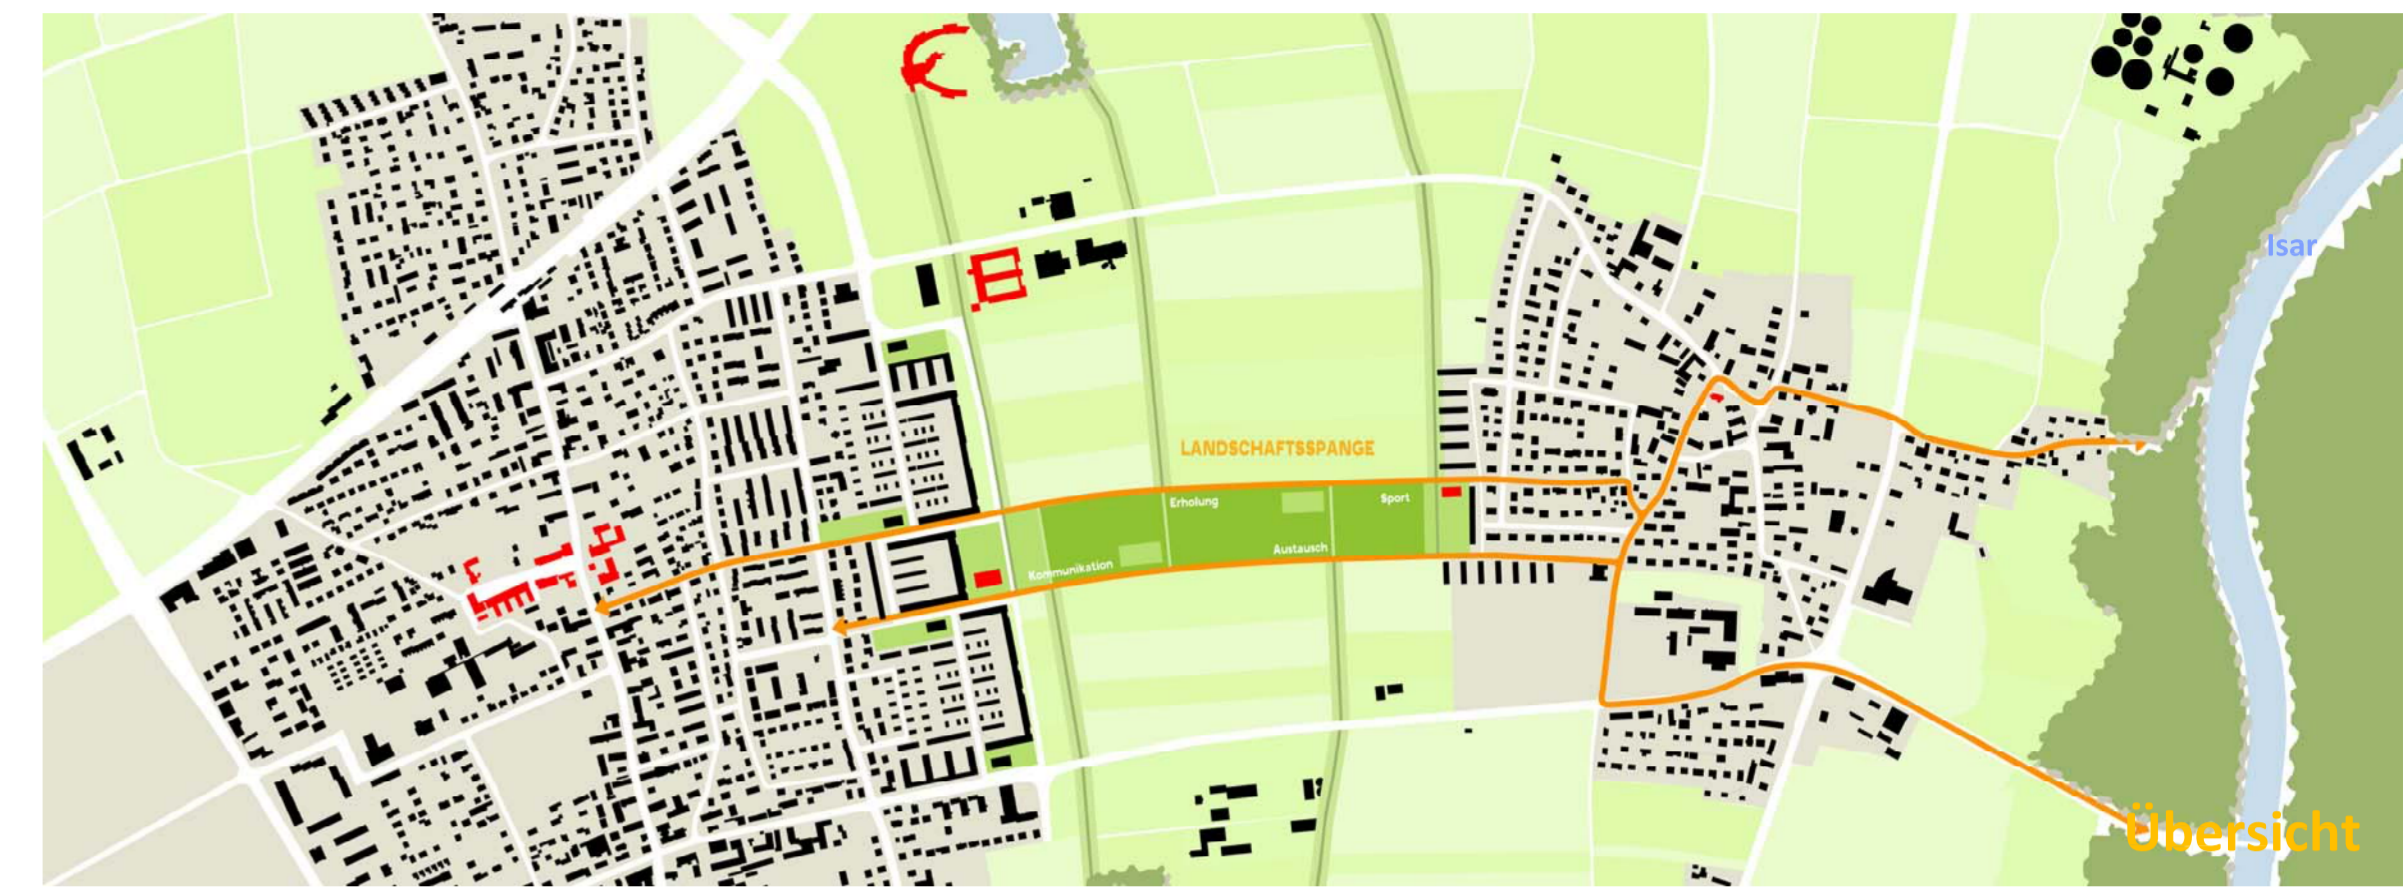 Isar
LANDSCHAFTSSPANGE
Erholung
Sport
Austausch
Kommunikation
Übersicht